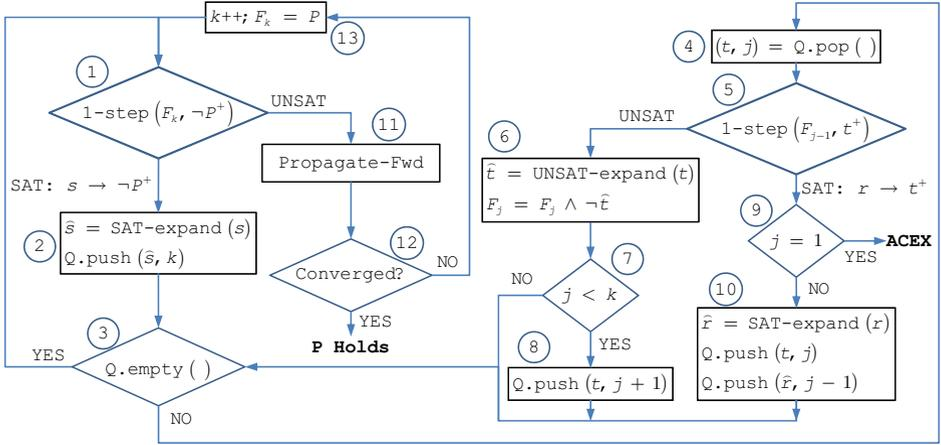 k++; F_k = P
13
1
1-step(F_k, ¬P⁺)
UNSAT
11
Propagate-Fwd
SAT: s → ¬P⁺
2
ŝ = SAT-expand(s)
Q.push(ŝ, k)
12
Converged?
NO
YES
P Holds
3
Q.empty( )
YES
NO
4
(t, j) = Q.pop( )
5
1-step(F_{j−1}, t⁺)
UNSAT
6
t̂ = UNSAT-expand(t)
F_j = F_j ∧ ¬t̂
SAT: r → t⁺
9
j = 1
YES
ACEX
NO
7
j < k
NO
YES
8
Q.push(t, j + 1)
10
r̂ = SAT-expand(r)
Q.push(t, j)
Q.push(r̂, j − 1)